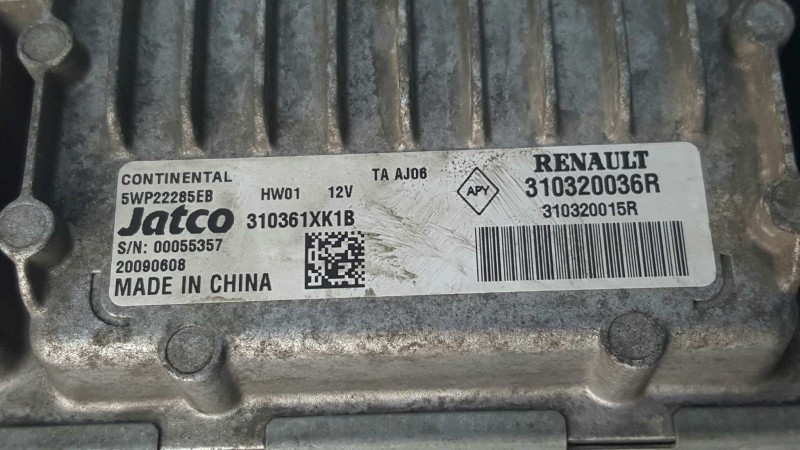 CONTINENTAL
5WP22285EB HW01 12V TA AJ06
Jatco 310361XK1B
S/N: 00055357
20090608
MADE IN CHINA
APY
RENAULT
310320036R
310320015R